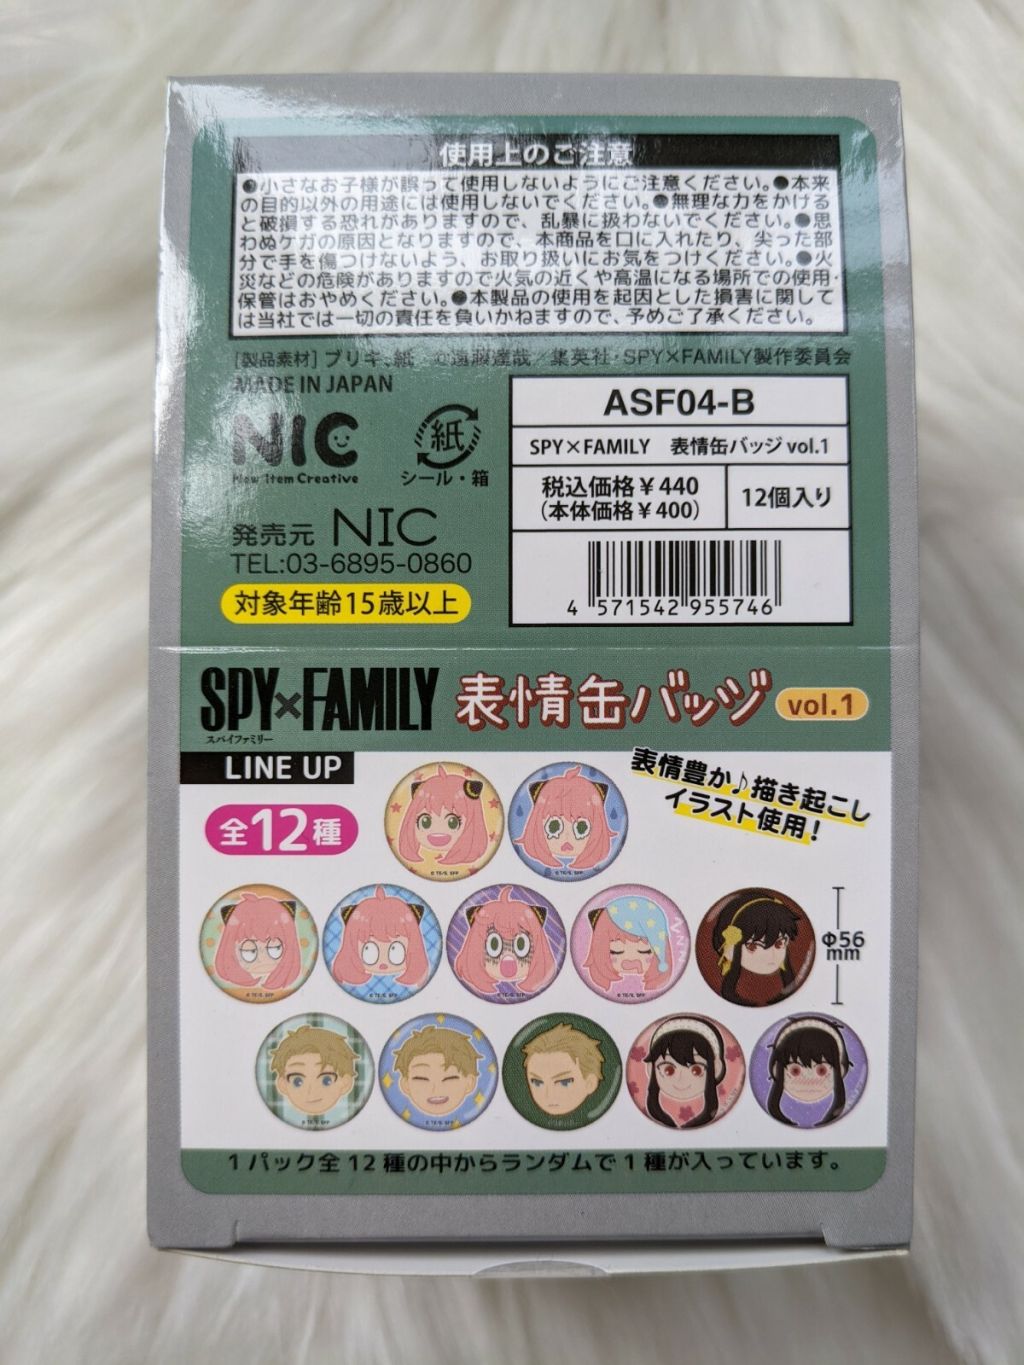 使用上のご注意
●小さなお子様が誤って使用しないようにご注意ください。●本来
の目的以外の用途には使用しないでください。●無理な力をかける
と破損する恐れがありますので、乱暴に扱わないでください。●思
わぬケガの原因となりますので、本商品を口に入れたり、尖った部
分で手を傷つけないよう、お取り扱いにお気をつけください。●火
災などの危険がありますので火気の近くや高温になる場所での使用・
保管はおやめください。●本製品の使用を起因とした損害に関して
は当社では一切の責任を負いかねますので、予めご了承ください。
[製品素材] ブリキ、紙 ©遠藤達哉/集英社・SPY×FAMILY製作委員会
MADE IN JAPAN
NIC
New Item Creative
紙
シール・箱
発売元 NIC
TEL:03-6895-0860
対象年齢15歳以上
ASF04-B
SPY×FAMILY 表情缶バッジ vol.1
税込価格¥440
(本体価格¥400)
12個入り
4 571542 955746
SPY×FAMILY 表情缶バッジ vol.1
スパイファミリー
LINE UP
全12種
表情豊か♪描き起こし
イラスト使用!
Φ56
mm
1パック全12種の中からランダムで1種が入っています。